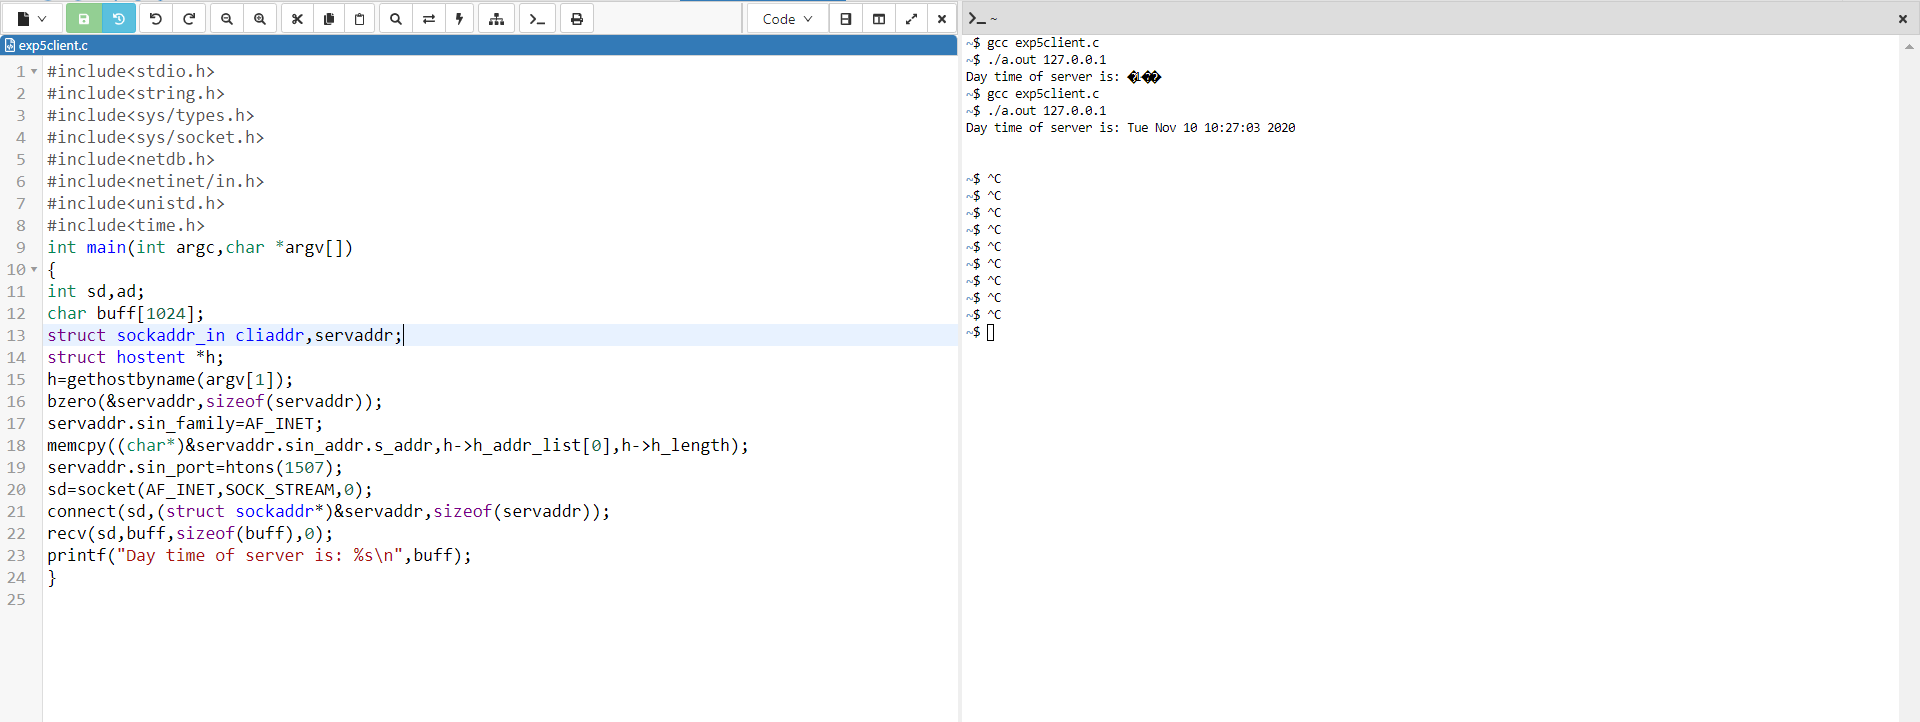 Code
exp5client.c
1 #include<stdio.h>
2 #include<string.h>
3 #include<sys/types.h>
4 #include<sys/socket.h>
5 #include<netdb.h>
6 #include<netinet/in.h>
7 #include<unistd.h>
8 #include<time.h>
9 int main(int argc,char *argv[])
10 {
11 int sd,ad;
12 char buff[1024];
13 struct sockaddr_in cliaddr,servaddr;
14 struct hostent *h;
15 h=gethostbyname(argv[1]);
16 bzero(&servaddr,sizeof(servaddr));
17 servaddr.sin_family=AF_INET;
18 memcpy((char*)&servaddr.sin_addr.s_addr,h->h_addr_list[0],h->h_length);
19 servaddr.sin_port=htons(1507);
20 sd=socket(AF_INET,SOCK_STREAM,0);
21 connect(sd,(struct sockaddr*)&servaddr,sizeof(servaddr));
22 recv(sd,buff,sizeof(buff),0);
23 printf("Day time of server is: %s\n",buff);
24 }
25
~
~$ gcc exp5client.c
~$ ./a.out 127.0.0.1
Day time of server is:
~$ gcc exp5client.c
~$ ./a.out 127.0.0.1
Day time of server is: Tue Nov 10 10:27:03 2020
~$ ^C
~$ ^C
~$ ^C
~$ ^C
~$ ^C
~$ ^C
~$ ^C
~$ ^C
~$ ^C
~$